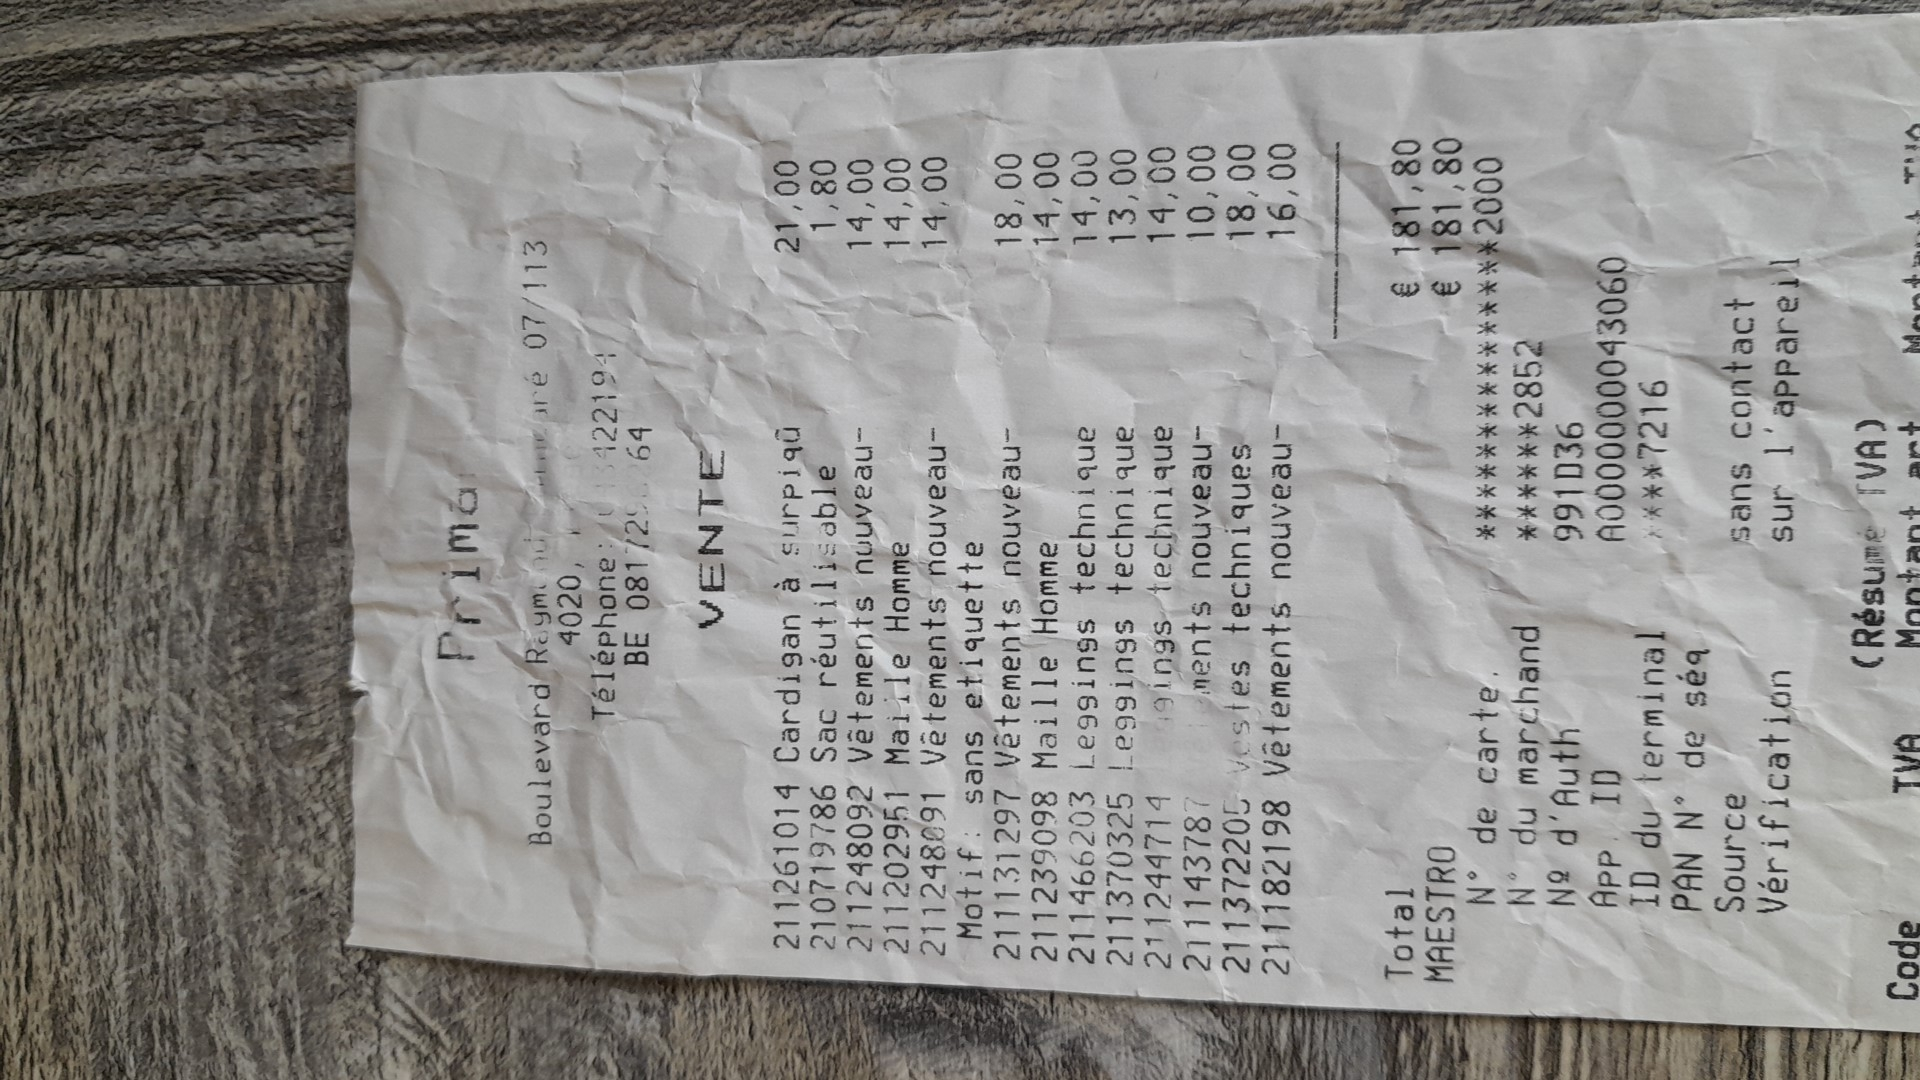 Prima
Boulevard 07/113
4020,
Téléphone:
BE
VENTE
2112261014 Cardigan à surpiqû 21,00
210719786 Sac réutilisable 1,80
211248092 Vêtements nouveau- 14,00
211202951 Maille Homme 14,00
211248091 Vêtements nouveau- 14,00
Motif: sans etiquette
211131297 Vêtements nouveau- 18,00
211239098 Maille Homme 14,00
211466203 Leggings technique 14,00
211370325 Leggings technique 13,00
211244714 technique 14,00
211143787 nouveau- 10,00
Vestes techniques 18,00
211182198 Vêtements nouveau- 16,00
Total € 181,80
MAESTRO € 181,80
N° de carte. ***************2000
N° du marchand ******2852
Nº d'Auth 991D36
APP. ID A0000000043060
ID du terminal ****7216
PAN N° de séq
Source sans contact
Vérification sur l'appareil
(Résumé TVA)
Code TVA Montant